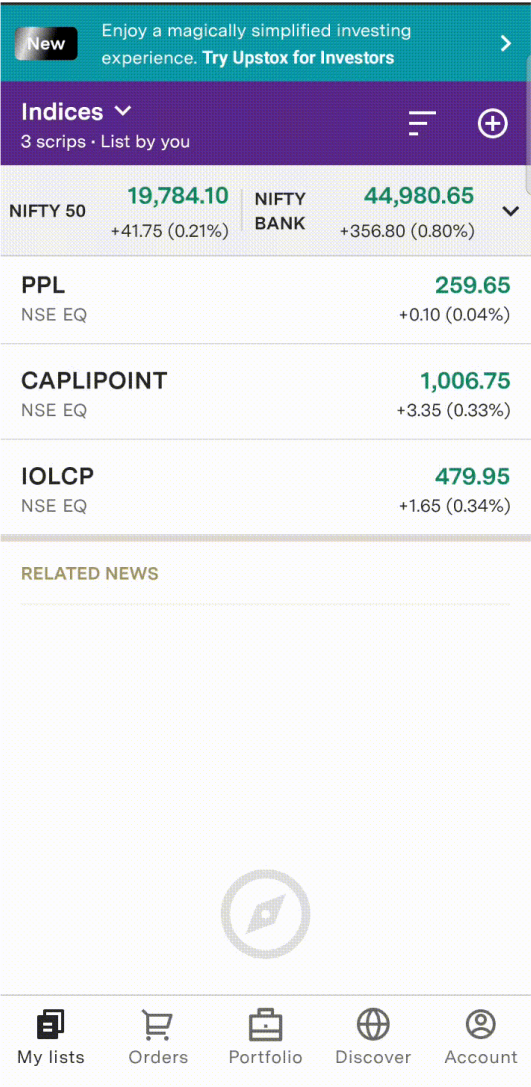 New
Enjoy a magically simplified investing
experience. Try Upstox for Investors
Indices
3 scrips · List by you
NIFTY 50
19,784.10
+41.75 (0.21%)
NIFTY
BANK
44,980.65
+356.80 (0.80%)
PPL
259.65
NSE EQ
+0.10 (0.04%)
CAPLIPOINT
1,006.75
NSE EQ
+3.35 (0.33%)
IOLCP
479.95
NSE EQ
+1.65 (0.34%)
RELATED NEWS
My lists
Orders
Portfolio
Discover
Account